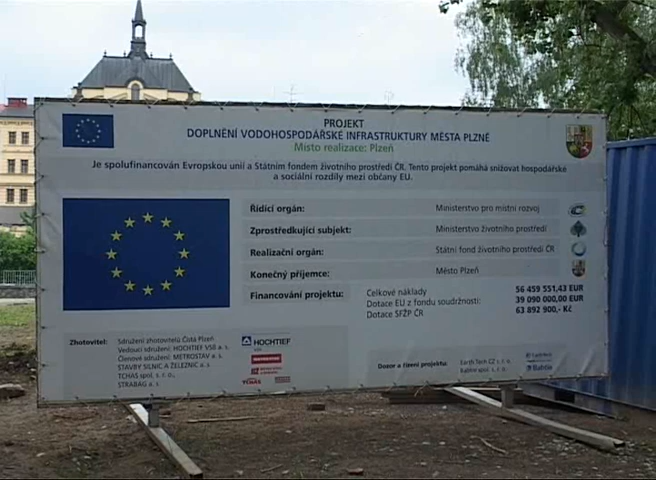 PROJEKT
DOPLNĚNÍ VODOHOSPODÁŘSKÉ INFRASTRUKTURY MĚSTA PLZNĚ
Místo realizace: Plzeň
Je spolufinancován Evropskou unií a Státním fondem životního prostředí ČR. Tento projekt pomáhá snižovat hospodářské
a sociální rozdíly mezi občany EU.
Řídící orgán: Ministerstvo pro místní rozvoj
Zprostředkující subjekt: Ministerstvo životního prostředí
Realizační orgán: Státní fond životního prostředí ČR
Konečný příjemce: Město Plzeň
Financování projektu: Celkové náklady 56 459 551,43 EUR
Dotace EU z fondu soudržnosti: 39 090 000,00 EUR
Dotace SFŽP ČR 63 892 900,- Kč
Zhotovitel: Sdružení zhotovitelů Čistá Plzeň
Vedoucí sdružení: HOCHTIEF VSB a. s.
Členové sdružení: METROSTAV a. s.
STAVBY SILNIC A ŽELEZNIC a. s.
TCHAS spol. s r. o.,
STRABAG a. s.
HOCHTIEF
TCHAS
Dozor a řízení projektu: Earth Tech CZ s. r. o.